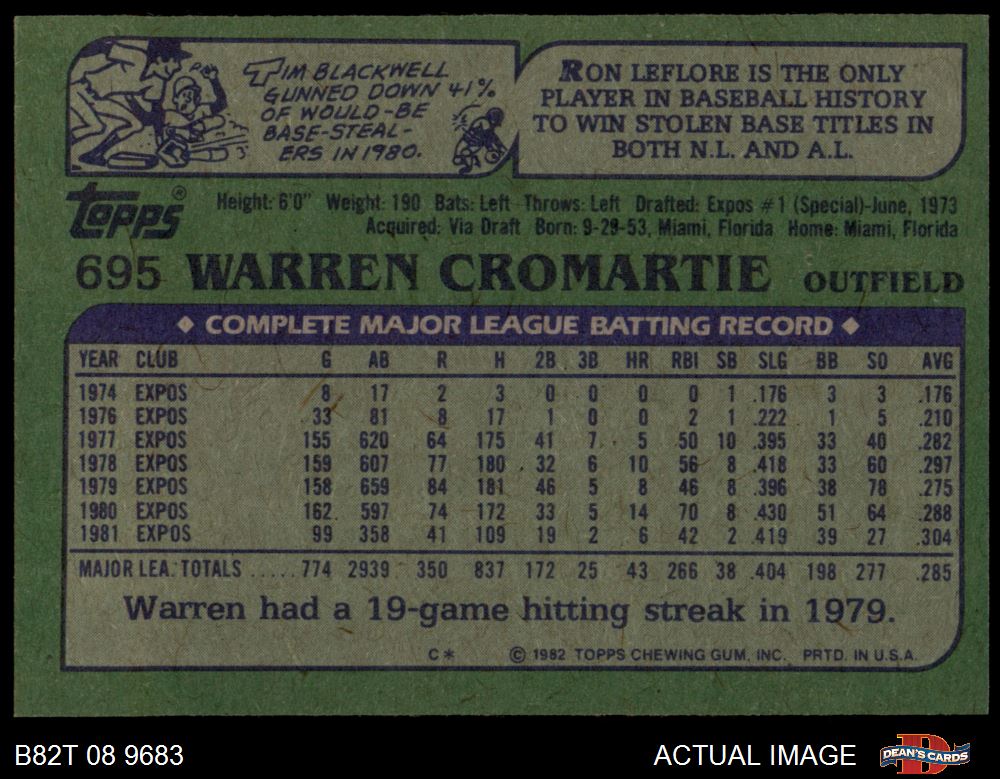 TIM BLACKWELL
GUNNED DOWN 41%
OF WOULD-BE
BASE-STEAL-
ERS IN 1980.
RON LEFLORE IS THE ONLY
PLAYER IN BASEBALL HISTORY
TO WIN STOLEN BASE TITLES IN
BOTH N.L. AND A.L.
TOPPS®
Height: 6'0" Weight: 190 Bats: Left Throws: Left Drafted: Expos #1 (Special)-June, 1973
Acquired: Via Draft Born: 9-29-53, Miami, Florida Home: Miami, Florida
695 WARREN CROMARTIE OUTFIELD
◆ COMPLETE MAJOR LEAGUE BATTING RECORD ◆
YEAR CLUB G AB R H 2B 3B HR RBI SB SLG BB SO AVG
1974 EXPOS 8 17 2 3 0 0 0 0 1 .176 3 3 .176
1976 EXPOS 33 81 8 17 1 0 0 2 1 .222 1 5 .210
1977 EXPOS 155 620 64 175 41 7 5 50 10 .395 33 40 .282
1978 EXPOS 159 607 77 180 32 6 10 56 8 .418 33 60 .297
1979 EXPOS 158 659 84 181 46 5 8 46 8 .396 38 78 .275
1980 EXPOS 162 597 74 172 33 5 14 70 8 .430 51 64 .288
1981 EXPOS 99 358 41 109 19 2 6 42 2 .419 39 27 .304
MAJOR LEA. TOTALS ..... 774 2939 350 837 172 25 43 266 38 .404 198 277 .285
Warren had a 19-game hitting streak in 1979.
C* © 1982 TOPPS CHEWING GUM, INC. PRTD. IN U.S.A.
B82T 08 9683
ACTUAL IMAGE
D
DEAN'S CARDS